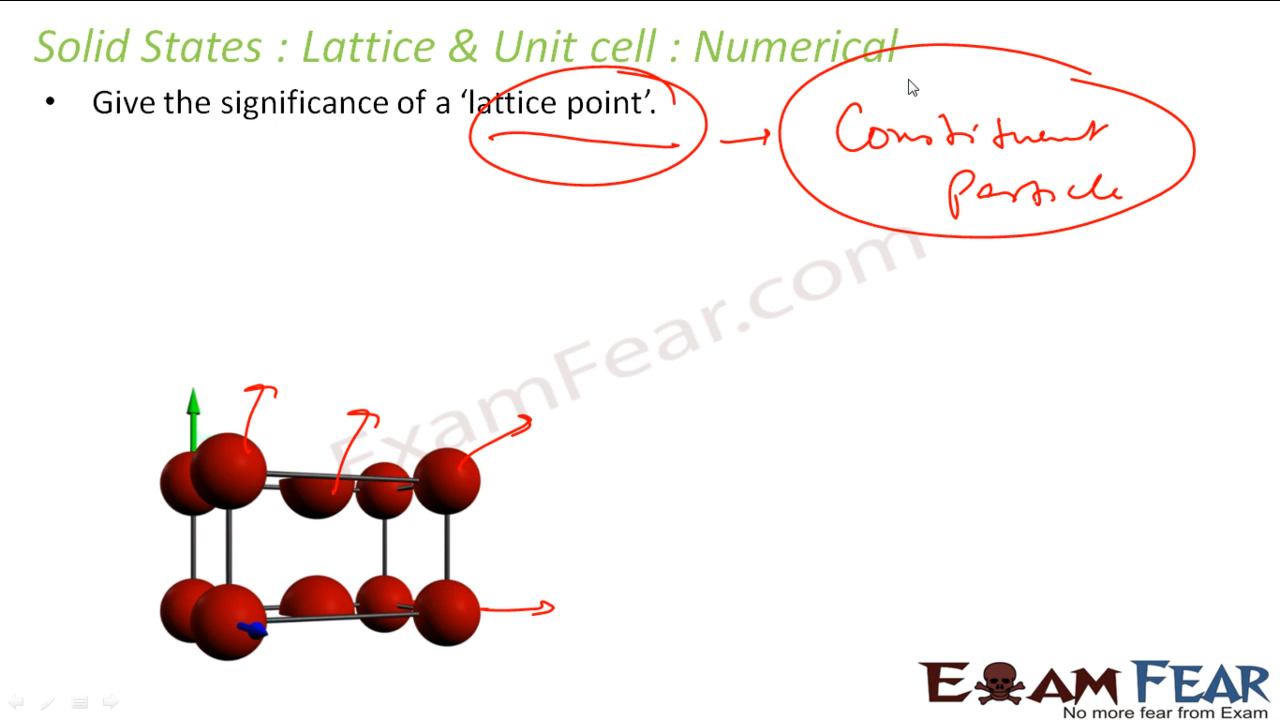 Solid States : Lattice & Unit cell : Numerical
• Give the significance of a ‘lattice point’.
Constituent
Particle
ExamFear.com
EXAM FEAR
No more fear from Exam